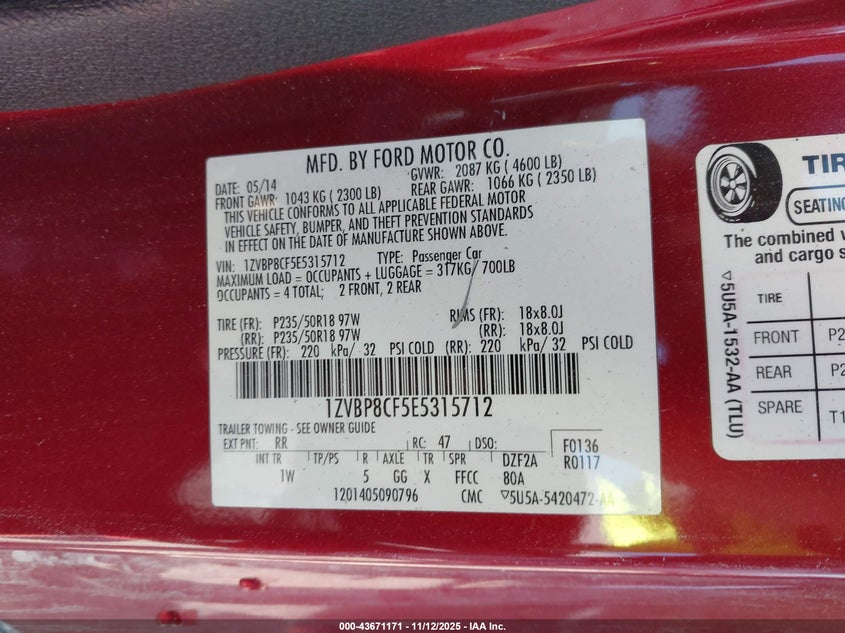 MFD. BY FORD MOTOR CO.
DATE: 05/14 GVWR: 2087 KG ( 4600 LB)
FRONT GAWR: 1043 KG ( 2300 LB) REAR GAWR: 1066 KG ( 2350 LB)
THIS VEHICLE CONFORMS TO ALL APPLICABLE FEDERAL MOTOR
VEHICLE SAFETY, BUMPER, AND THEFT PREVENTION STANDARDS
IN EFFECT ON THE DATE OF MANUFACTURE SHOWN ABOVE.
VIN: 1ZVBP8CF5E5315712 TYPE: Passenger Car
MAXIMUM LOAD = OCCUPANTS + LUGGAGE = 317KG/ 700LB
OCCUPANTS = 4 TOTAL; 2 FRONT, 2 REAR
TIRE (FR): P235/50R18 97W RIMS (FR): 18x8.0J
(RR): P235/50R18 97W (RR): 18x8.0J
PRESSURE (FR): 220 kPa/ 32 PSI COLD (RR): 220 kPa/ 32 PSI COLD
1ZVBP8CF5E5315712
TRAILER TOWING - SEE OWNER GUIDE
EXT PNT: RR RC: 47 DSO: F0136
INT TR TP/PS R AXLE TR SPR DZF2A R0117
1W 5 GG X FFCC 80A
1201405090796 CMC ▽5U5A-5420472-AA
TIR
SEATING
The combined
and cargo s
▽5U5A-1532-AA (TLU)
TIRE
FRONT P2
REAR P2
SPARE T1
000-43671171 - 11/12/2025 - IAA Inc.